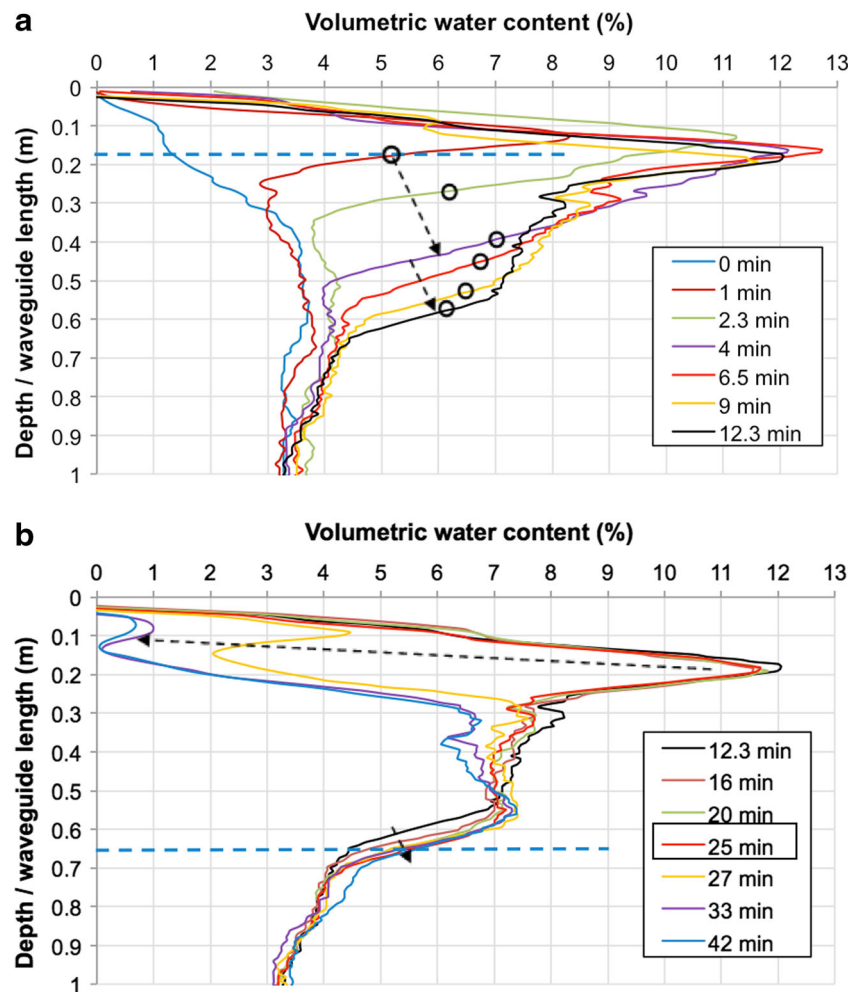 a
Volumetric water content (%)
0 1 2 3 4 5 6 7 8 9 10 11 12 13
Depth / waveguide length (m)
0
0.1
0.2
0.3
0.4
0.5
0.6
0.7
0.8
0.9
1
0 min
1 min
2.3 min
4 min
6.5 min
9 min
12.3 min
b
Volumetric water content (%)
0 1 2 3 4 5 6 7 8 9 10 11 12 13
Depth / waveguide length (m)
0
0.1
0.2
0.3
0.4
0.5
0.6
0.7
0.8
0.9
1
12.3 min
16 min
20 min
25 min
27 min
33 min
42 min